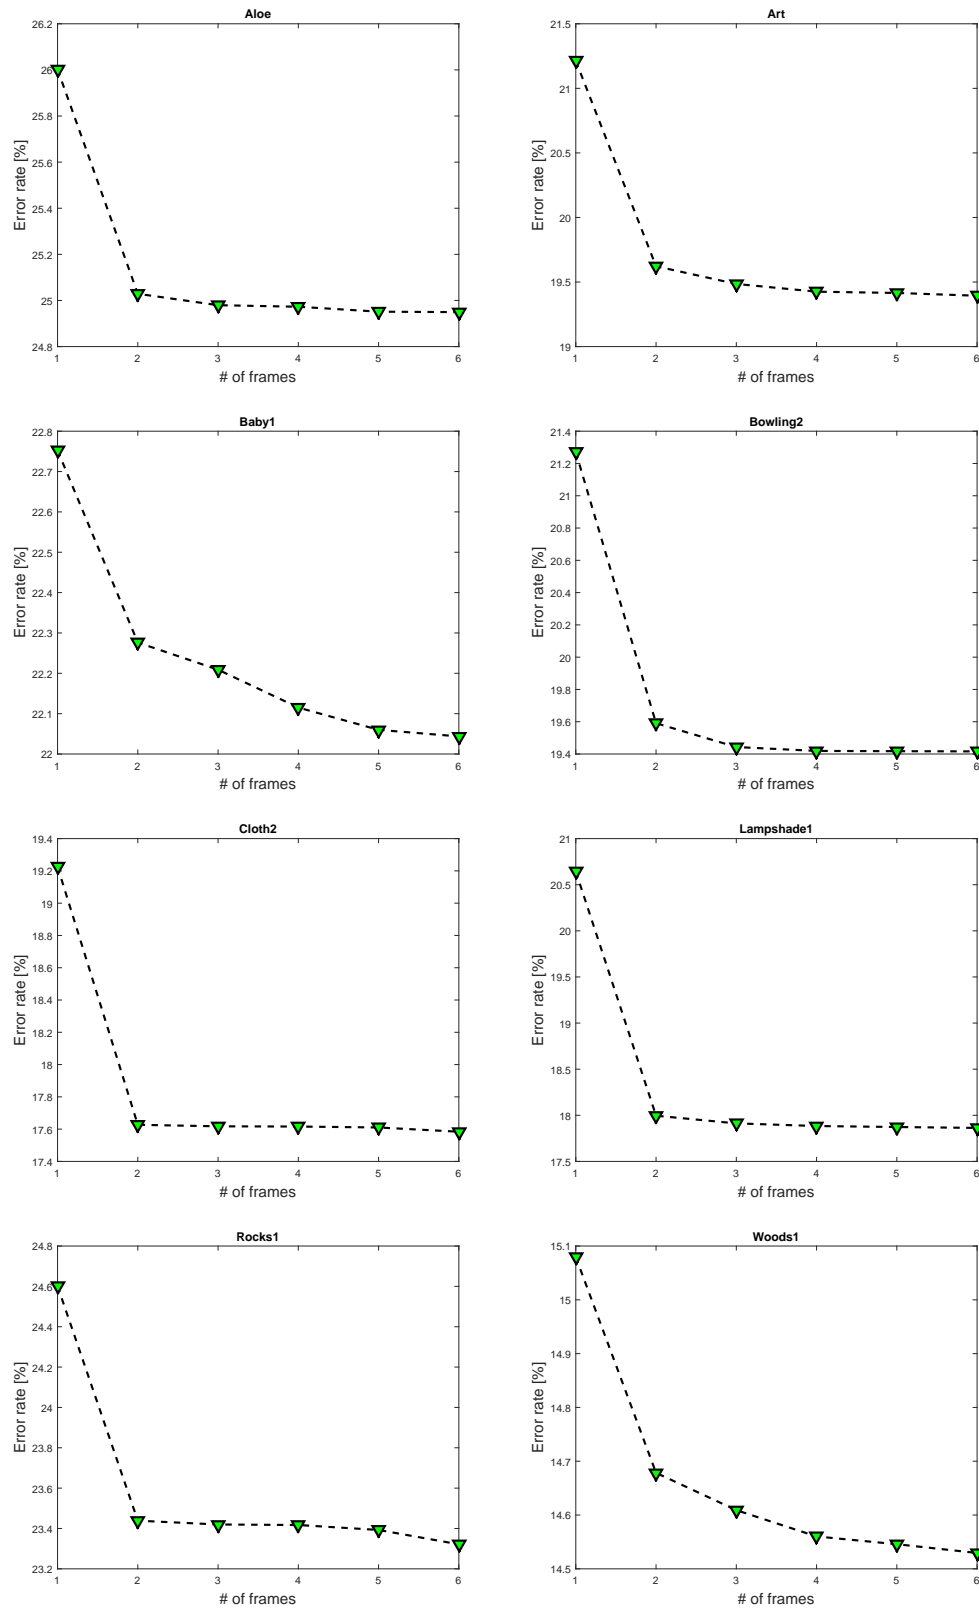 Aloe
26.2
26
25.8
25.6
25.4
25.2
25
24.8
Error rate [%]
1 2 3 4 5 6
# of frames
Art
21.5
21
20.5
20
19.5
19
Error rate [%]
1 2 3 4 5 6
# of frames
Baby1
22.8
22.7
22.6
22.5
22.4
22.3
22.2
22.1
22
Error rate [%]
1 2 3 4 5 6
# of frames
Bowling2
21.4
21.2
21
20.8
20.6
20.4
20.2
20
19.8
19.6
19.4
Error rate [%]
1 2 3 4 5 6
# of frames
Cloth2
19.4
19.2
19
18.8
18.6
18.4
18.2
18
17.8
17.6
17.4
Error rate [%]
1 2 3 4 5 6
# of frames
Lampshade1
21
20.5
20
19.5
19
18.5
18
17.5
Error rate [%]
1 2 3 4 5 6
# of frames
Rocks1
24.8
24.6
24.4
24.2
24
23.8
23.6
23.4
23.2
Error rate [%]
1 2 3 4 5 6
# of frames
Woods1
15.1
15
14.9
14.8
14.7
14.6
14.5
Error rate [%]
1 2 3 4 5 6
# of frames